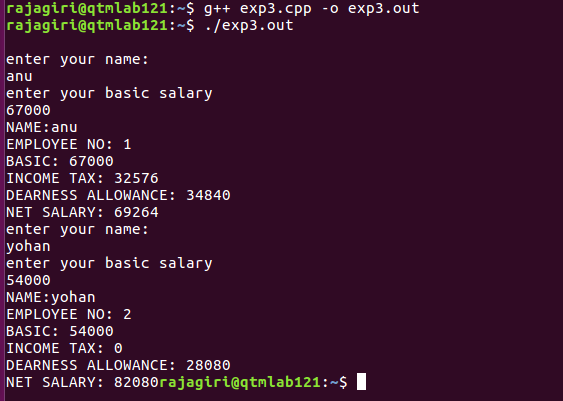 rajagiri@qtmlab121:~$ g++ exp3.cpp -o exp3.out
rajagiri@qtmlab121:~$ ./exp3.out
enter your name:
anu
enter your basic salary
67000
NAME:anu
EMPLOYEE NO: 1
BASIC: 67000
INCOME TAX: 32576
DEARNESS ALLOWANCE: 34840
NET SALARY: 69264
enter your name:
yohan
enter your basic salary
54000
NAME:yohan
EMPLOYEE NO: 2
BASIC: 54000
INCOME TAX: 0
DEARNESS ALLOWANCE: 28080
NET SALARY: 82080rajagiri@qtmlab121:~$